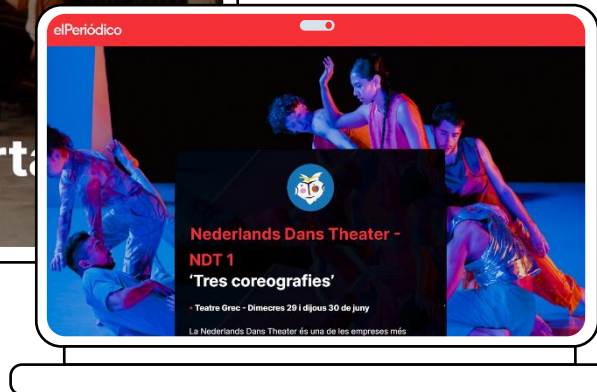 elPeriódico
Nederlands Dans Theater -
NDT 1
‘Tres coreografies’
• Teatre Grec - Dimecres 29 i dijous 30 de juny
La Nederlands Dans Theater és una de les empreses més